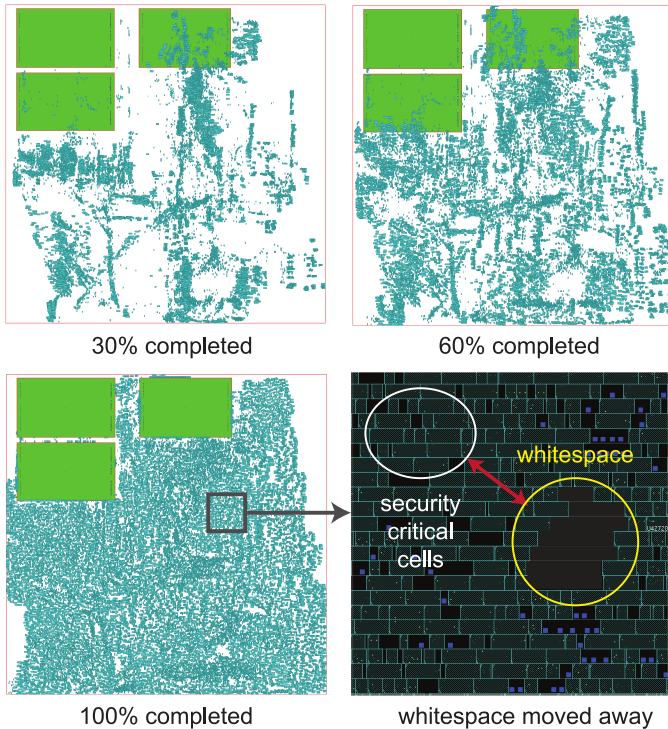 30% completed
60% completed
whitespace
security
critical
cells
100% completed
whitespace moved away